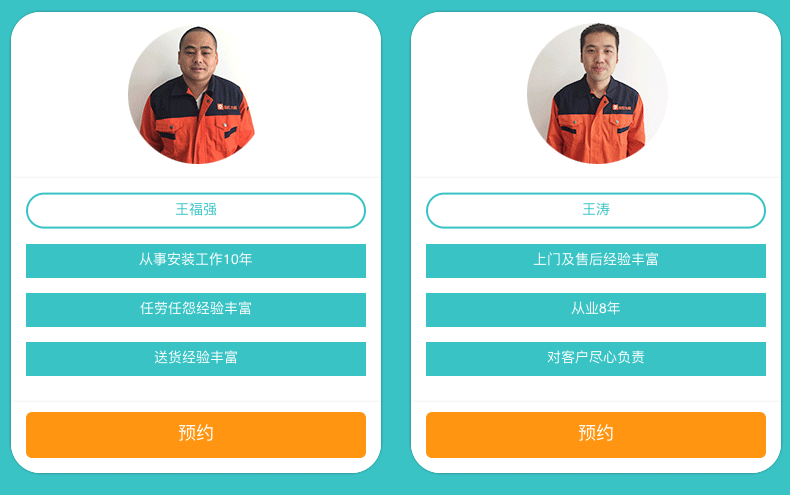 王福强
从事安装工作10年
任劳任怨经验丰富
送货经验丰富
预约
王涛
上门及售后经验丰富
从业8年
对客户尽心负责
预约